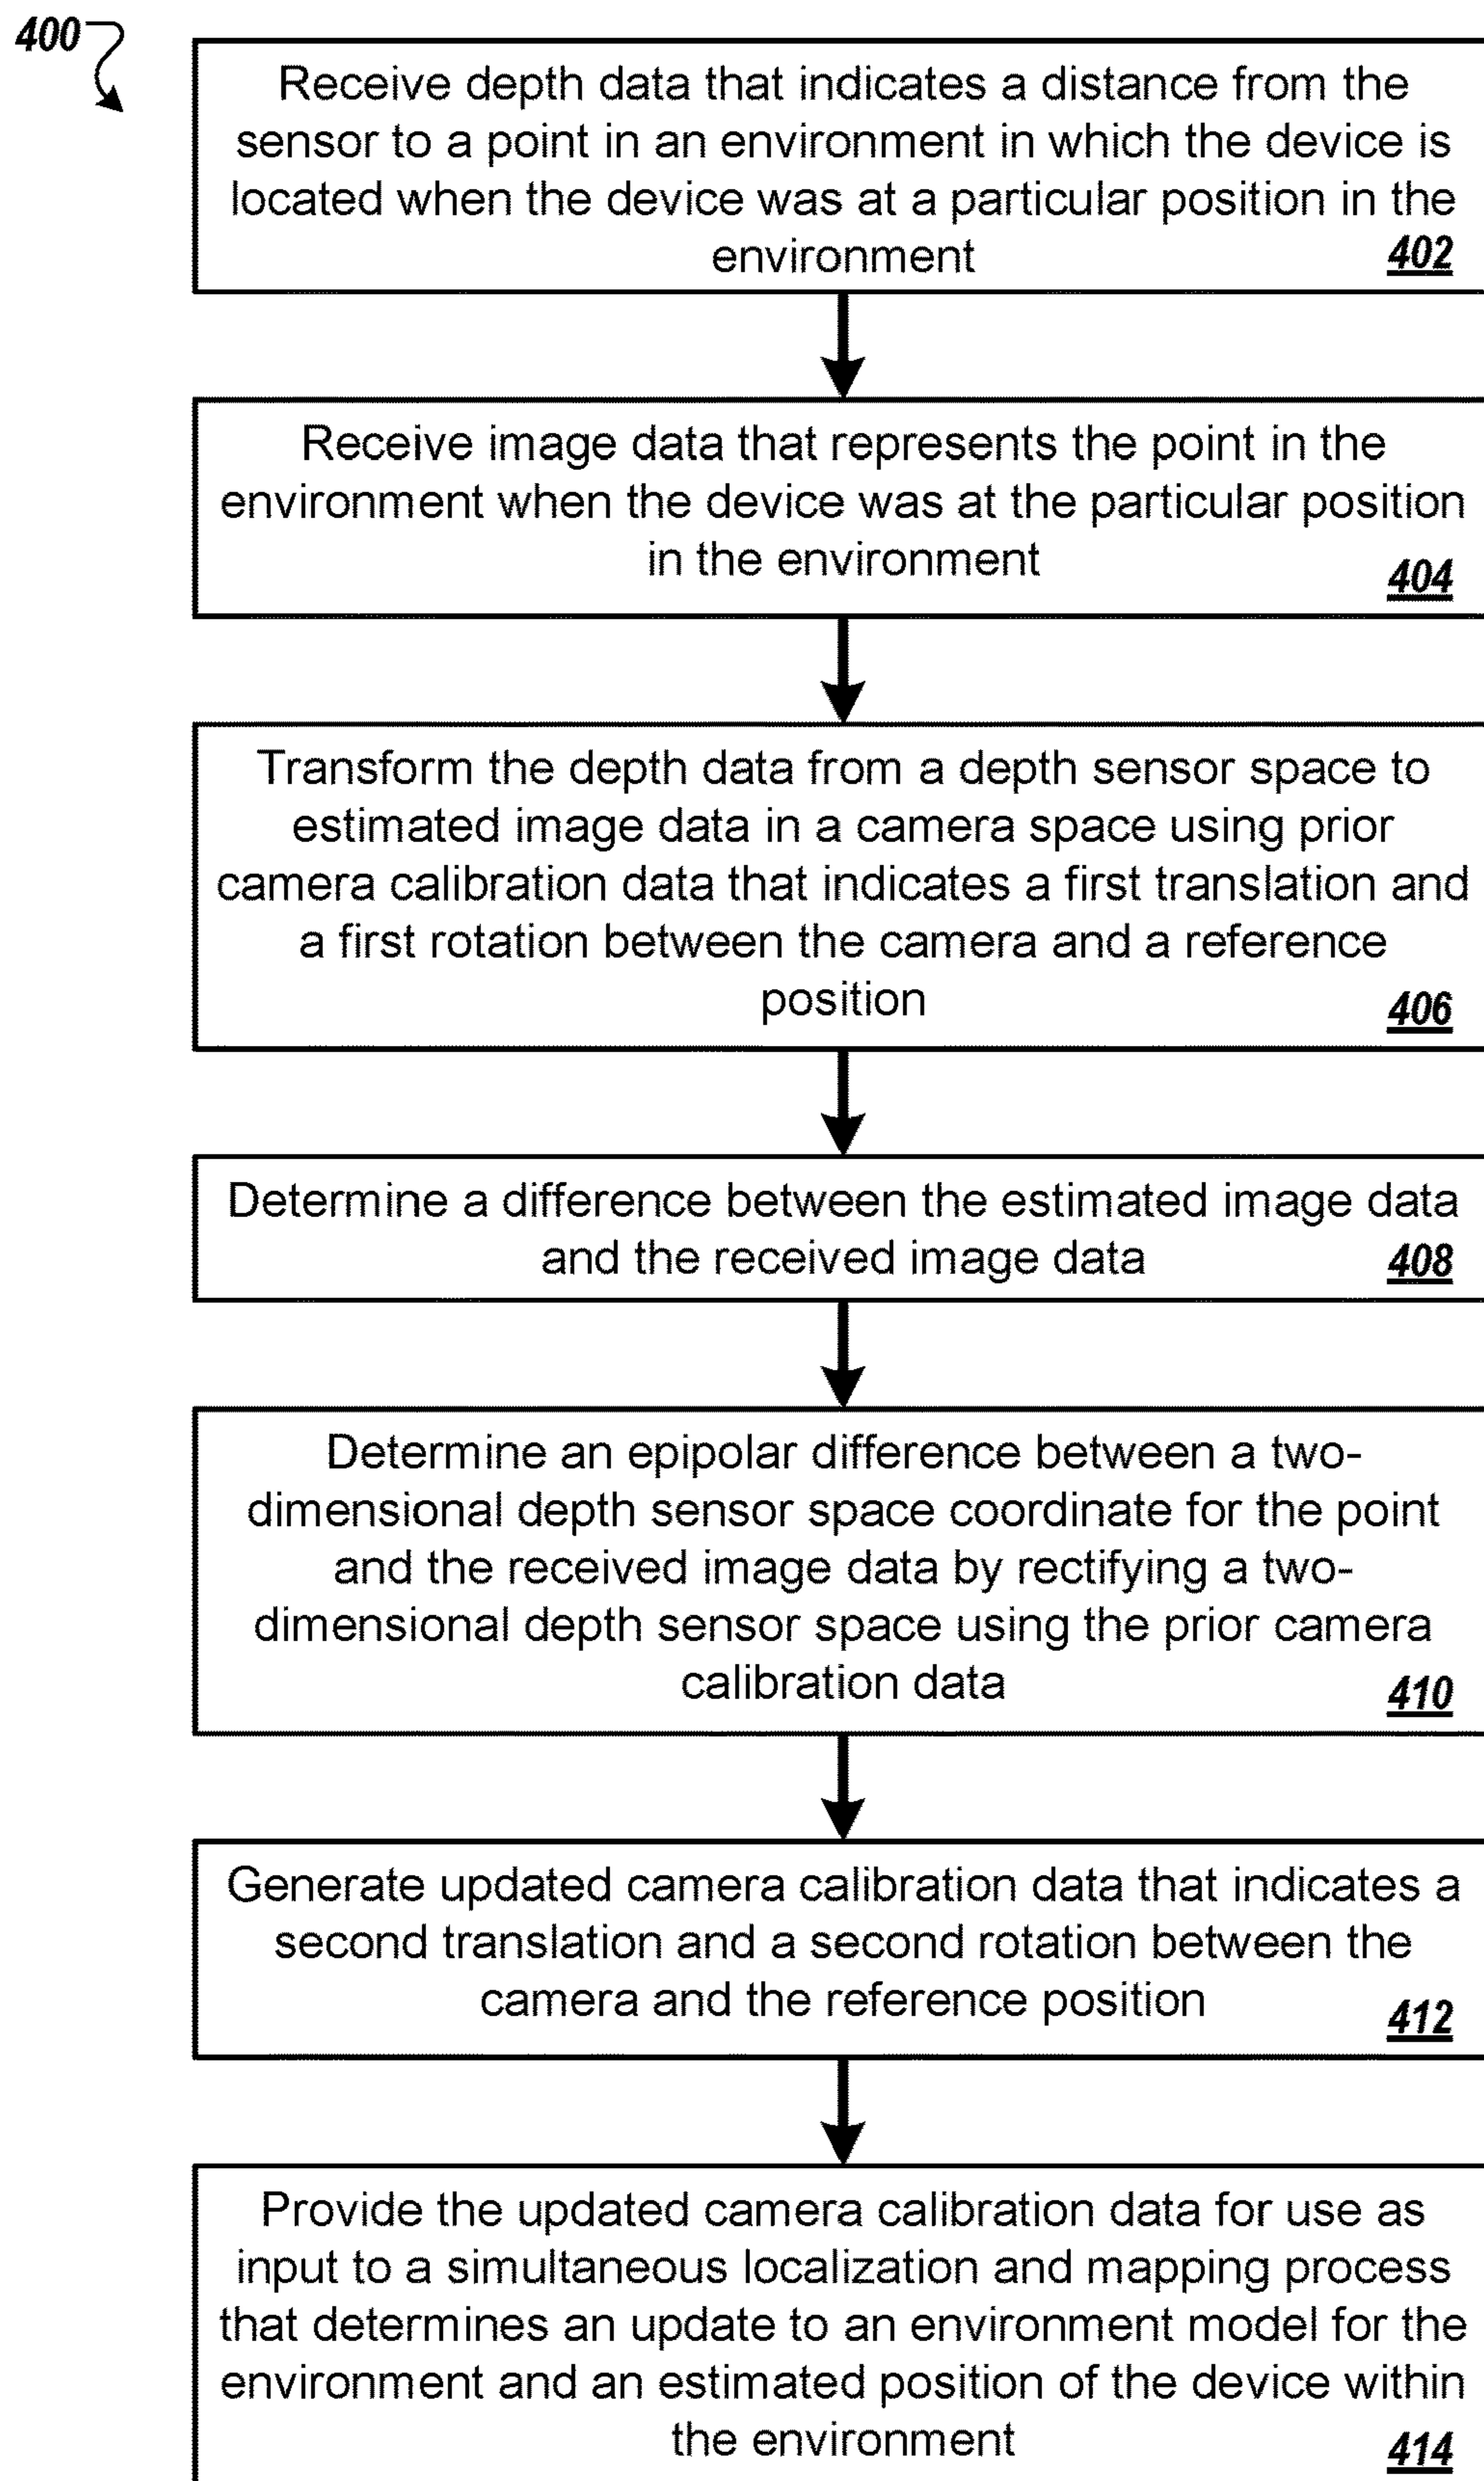 400
Receive depth data that indicates a distance from the
sensor to a point in an environment in which the device is
located when the device was at a particular position in the
environment
402
Receive image data that represents the point in the
environment when the device was at the particular position
in the environment
404
Transform the depth data from a depth sensor space to
estimated image data in a camera space using prior
camera calibration data that indicates a first translation and
a first rotation between the camera and a reference
position
406
Determine a difference between the estimated image data
and the received image data
408
Determine an epipolar difference between a two-
dimensional depth sensor space coordinate for the point
and the received image data by rectifying a two-
dimensional depth sensor space using the prior camera
calibration data
410
Generate updated camera calibration data that indicates a
second translation and a second rotation between the
camera and the reference position
412
Provide the updated camera calibration data for use as
input to a simultaneous localization and mapping process
that determines an update to an environment model for the
environment and an estimated position of the device within
the environment
414